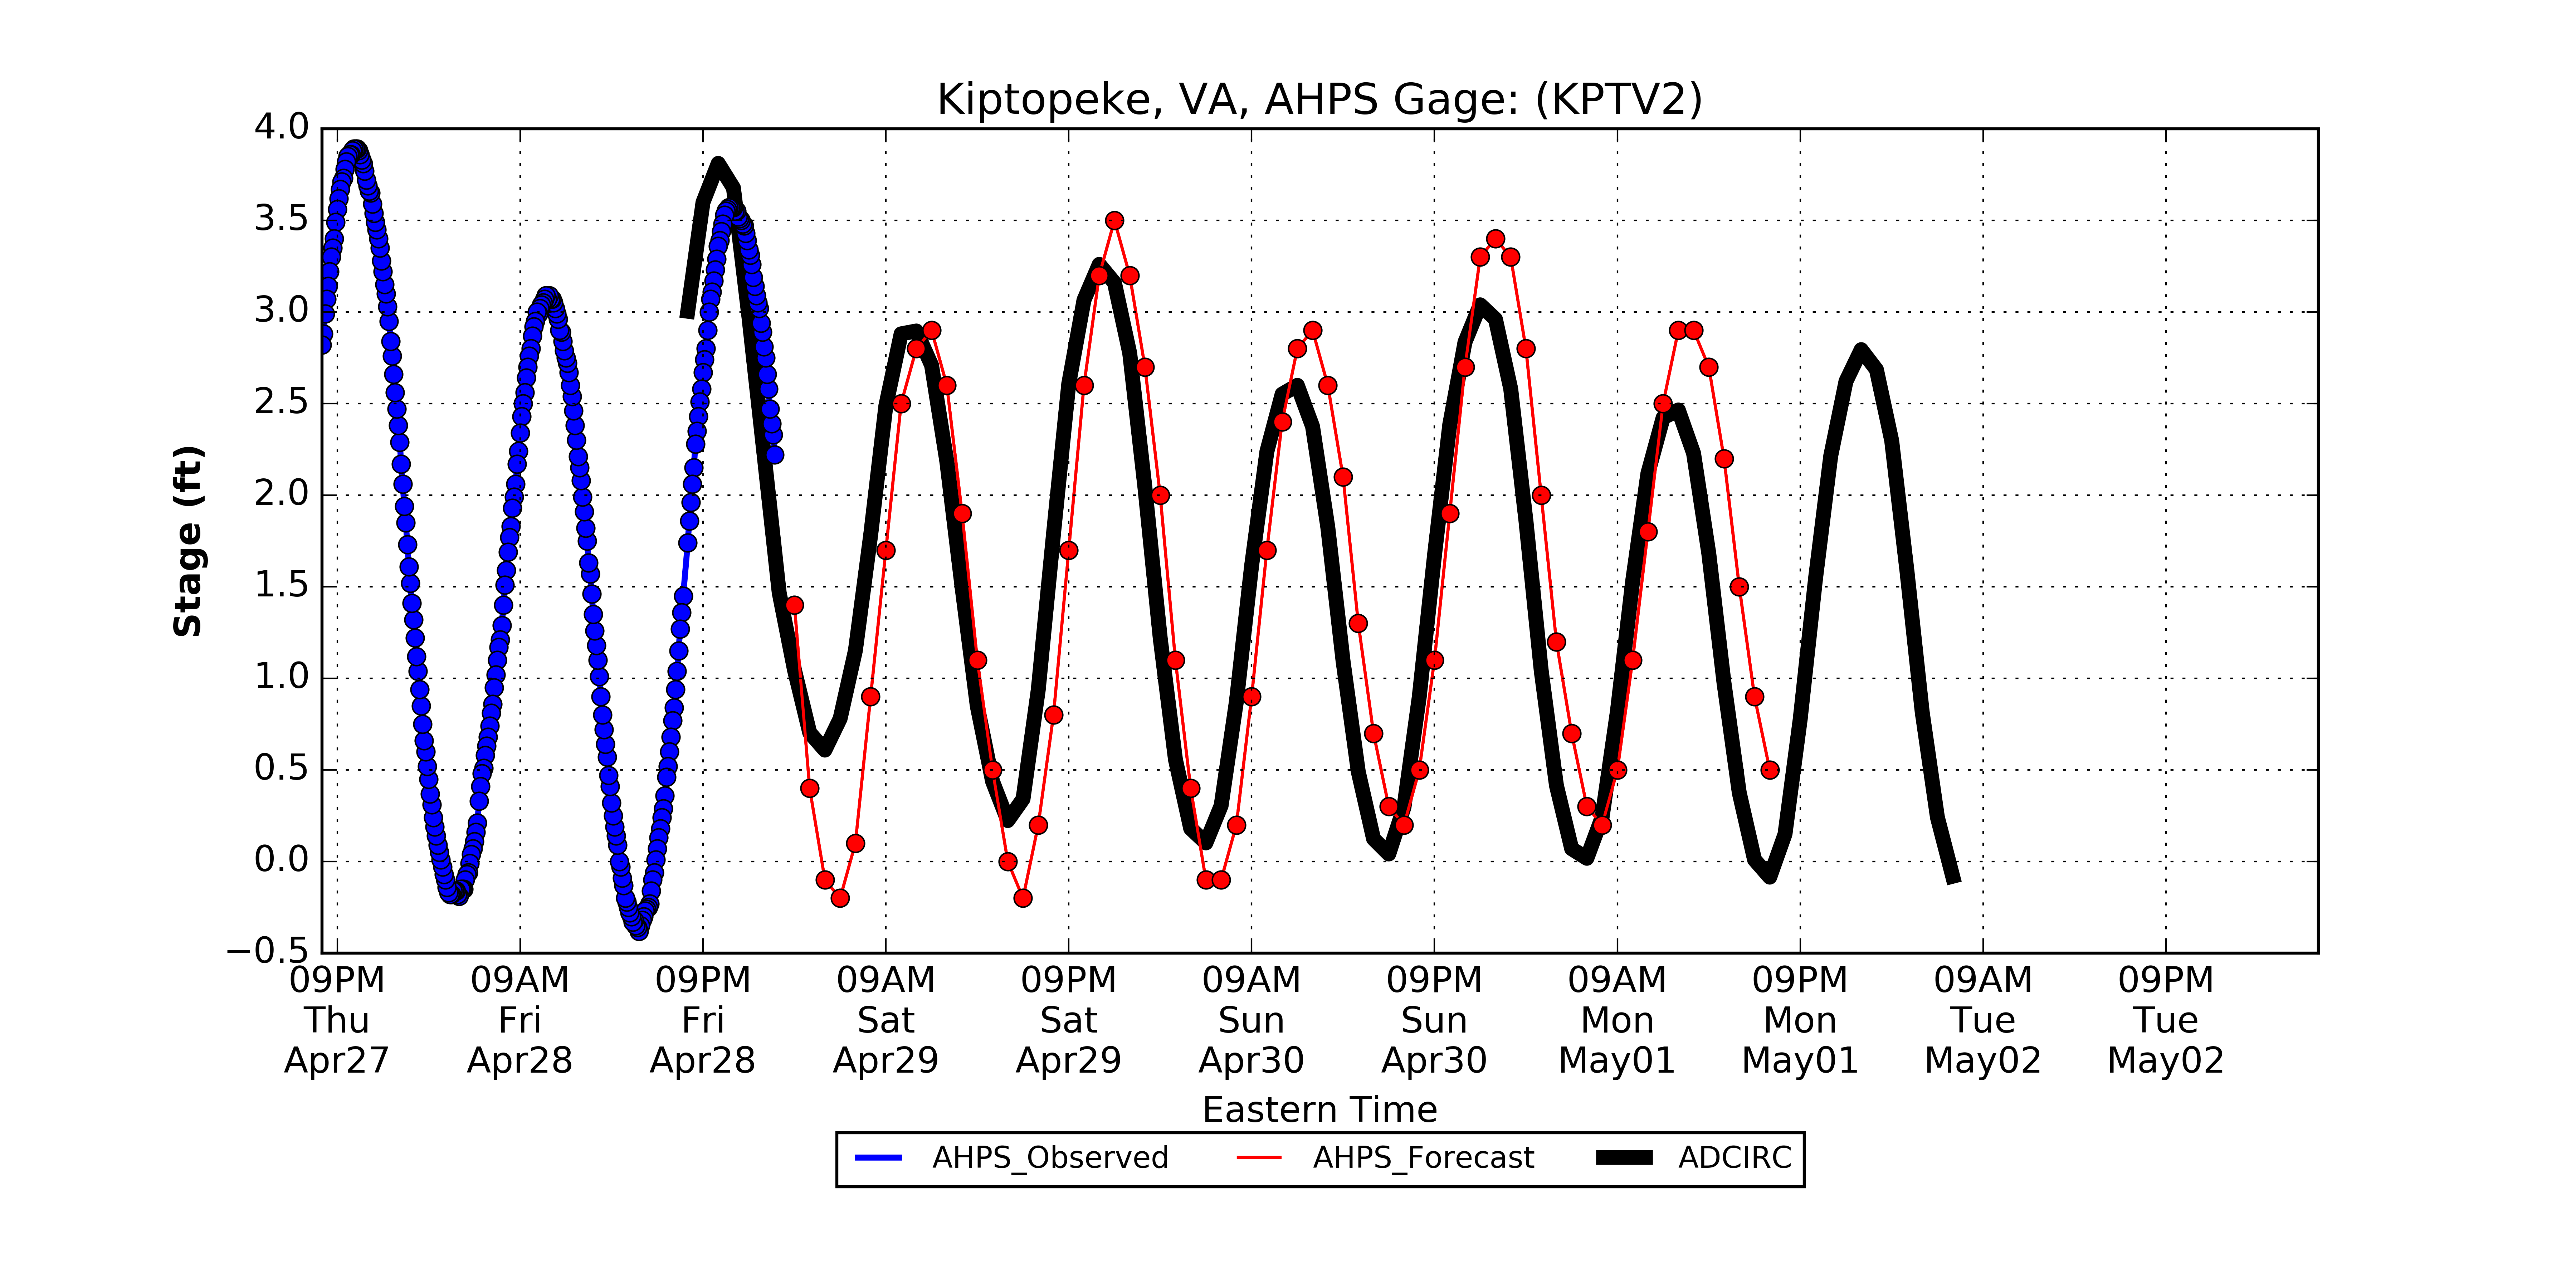 Kiptopeke, VA, AHPS Gage: (KPTV2)
4.0
3.5
3.0
2.5
2.0
1.5
1.0
0.5
0.0
−0.5
Stage (ft)
09PM 09AM 09PM 09AM 09PM 09AM 09PM 09AM 09PM 09AM 09PM
Thu Fri Fri Sat Sat Sun Sun Mon Mon Tue Tue
Apr27 Apr28 Apr28 Apr29 Apr29 Apr30 Apr30 May01 May01 May02 May02
Eastern Time
AHPS_Observed AHPS_Forecast ADCIRC